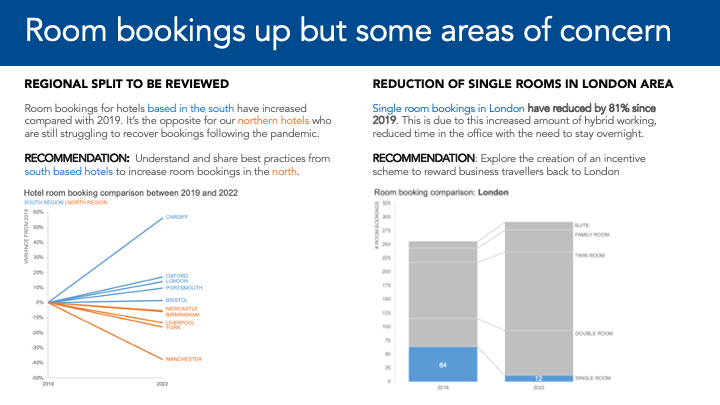 Room bookings up but some areas of concern
REGIONAL SPLIT TO BE REVIEWED
Room bookings for hotels based in the south have increased
compared with 2019. It's the opposite for our northern hotels who
are still struggling to recover bookings following the pandemic.
RECOMMENDATION: Understand and share best practices from
south based hotels to increase room bookings in the north.
Hotel room booking comparison between 2019 and 2022
SOUTH REGION | NORTH REGION
VARIANCE FROM 2019
60%
50%
40%
30%
20%
10%
0%
-10%
-20%
-30%
-40%
-50%
CARDIFF
OXFORD
LONDON
PORTSMOUTH
BRISTOL
NEWCASTLE
BIRMINGHAM
LIVERPOOL
YORK
MANCHESTER
2019
2022
REDUCTION OF SINGLE ROOMS IN LONDON AREA
Single room bookings in London have reduced by 81% since
2019. This is due to this increased amount of hybrid working,
reduced time in the office with the need to stay overnight.
RECOMMENDATION: Explore the creation of an incentive
scheme to reward business travellers back to London
Room booking comparison: London
# ROOM BOOKINGS
325
300
275
250
225
200
175
150
125
100
75
50
25
0
SUITE
FAMILY ROOM
TWIN ROOM
DOUBLE ROOM
SINGLE ROOM
64
12
2019
2022